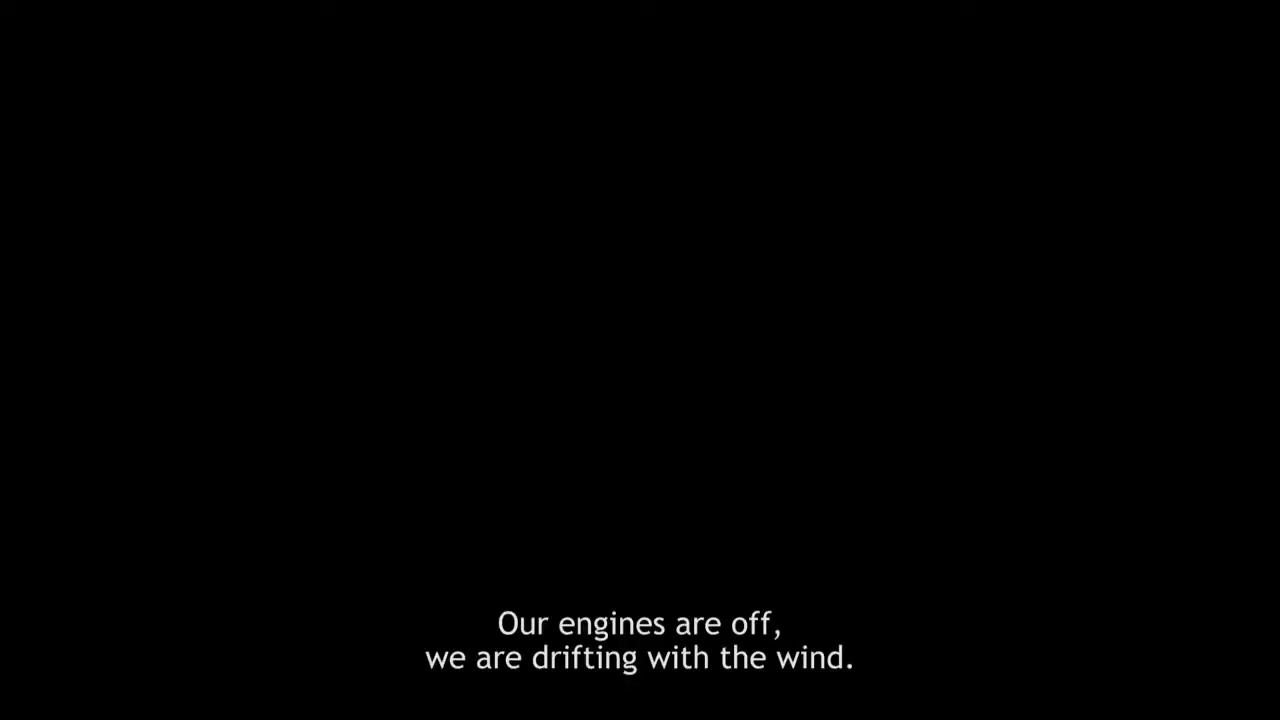 Our engines are off,
we are drifting with the wind.